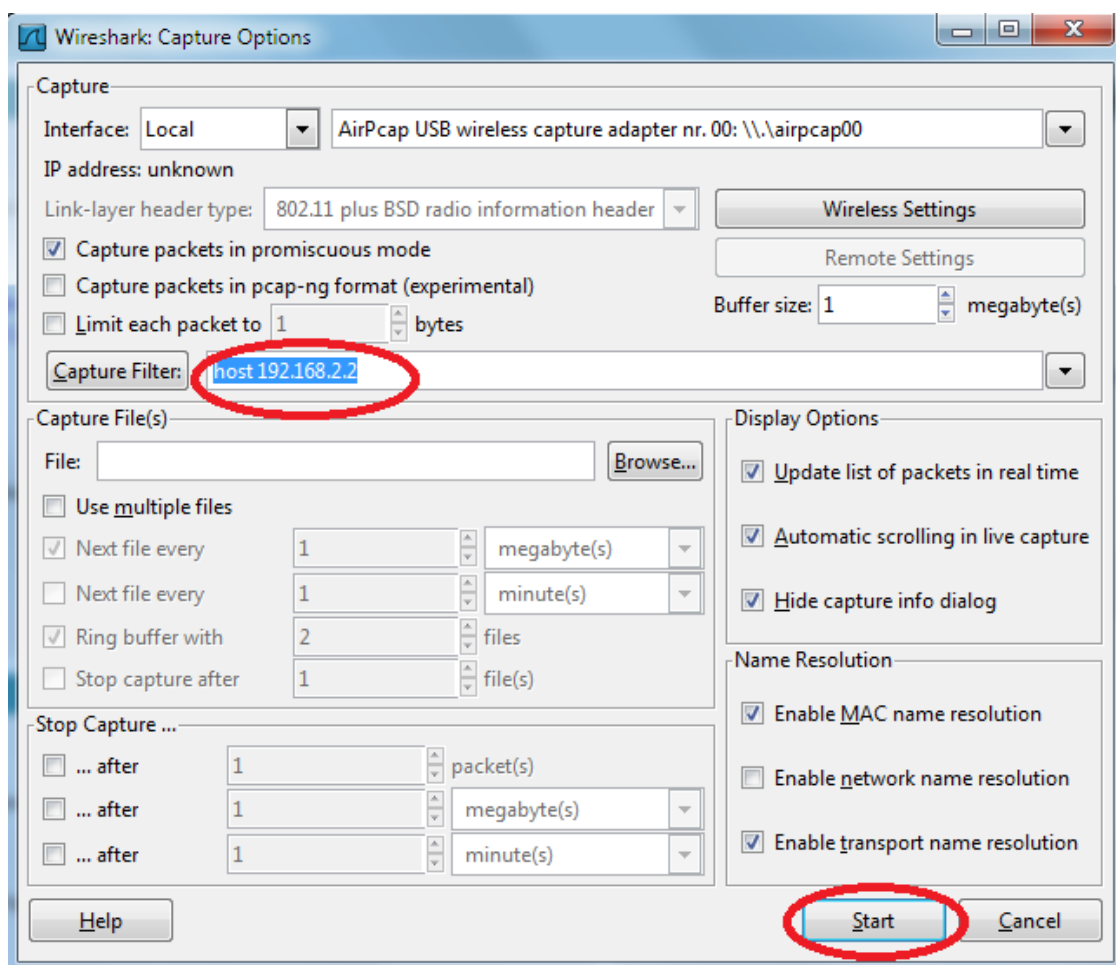 Wireshark: Capture Options
Capture
Interface: Local AirPcap USB wireless capture adapter nr. 00: \\.\airpcap00
IP address: unknown
Link-layer header type: 802.11 plus BSD radio information header Wireless Settings
Capture packets in promiscuous mode
Remote Settings
Capture packets in pcap-ng format (experimental)
Buffer size: 1 megabyte(s)
Limit each packet to 1 bytes
Capture Filter: host 192.168.2.2
Capture File(s)
File: Browse...
Use multiple files
Next file every 1 megabyte(s)
Next file every 1 minute(s)
Ring buffer with 2 files
Stop capture after 1 file(s)
Stop Capture ...
... after 1 packet(s)
... after 1 megabyte(s)
... after 1 minute(s)
Display Options
Update list of packets in real time
Automatic scrolling in live capture
Hide capture info dialog
Name Resolution
Enable MAC name resolution
Enable network name resolution
Enable transport name resolution
Help Start Cancel